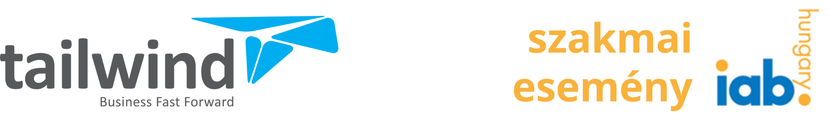 tailwind
Business Fast Forward
szakmai
esemény
iab
hungary